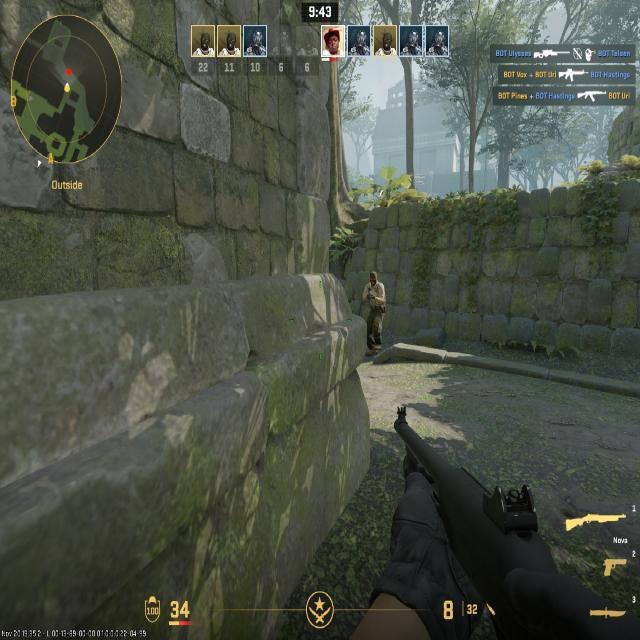 9:43
22 11 10 6 6
BOT Ulysses BOT Telsen
BOT Vox + BOT Uri BOT Hastings
BOT Pines + BOT Hastings BOT Uri
B
Outside
1
Nova
2
3
100 34
8 32